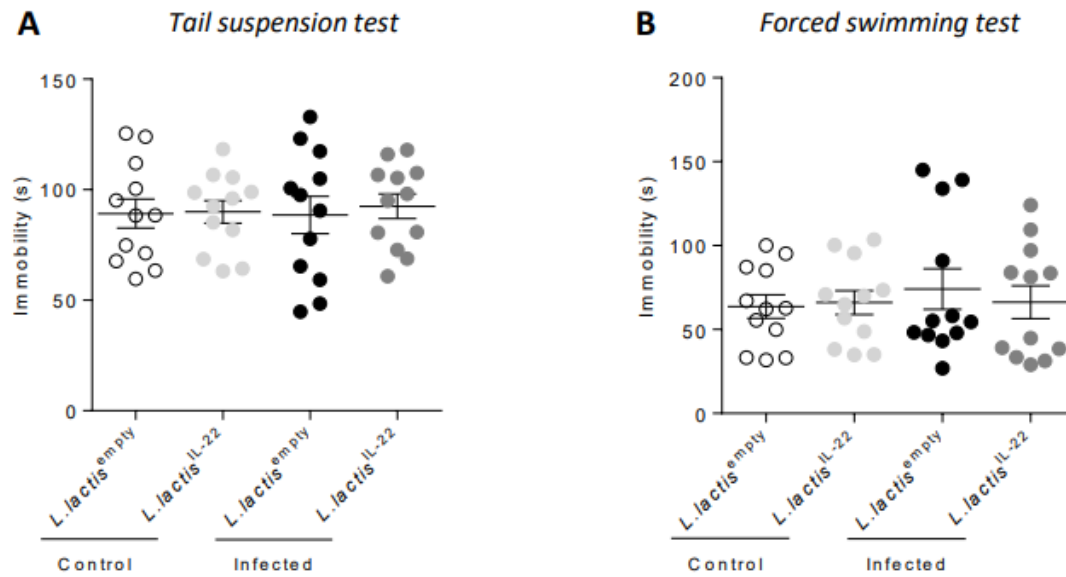 A Tail suspension test
Immobility (s)
150
100
50
0
L.lactis^empty
L.lactis^IL-22
L.lactis^empty
L.lactis^IL-22
Control
Infected
B Forced swimming test
Immobility (s)
200
150
100
50
0
L.lactis^empty
L.lactis^IL-22
L.lactis^empty
L.lactis^IL-22
Control
Infected